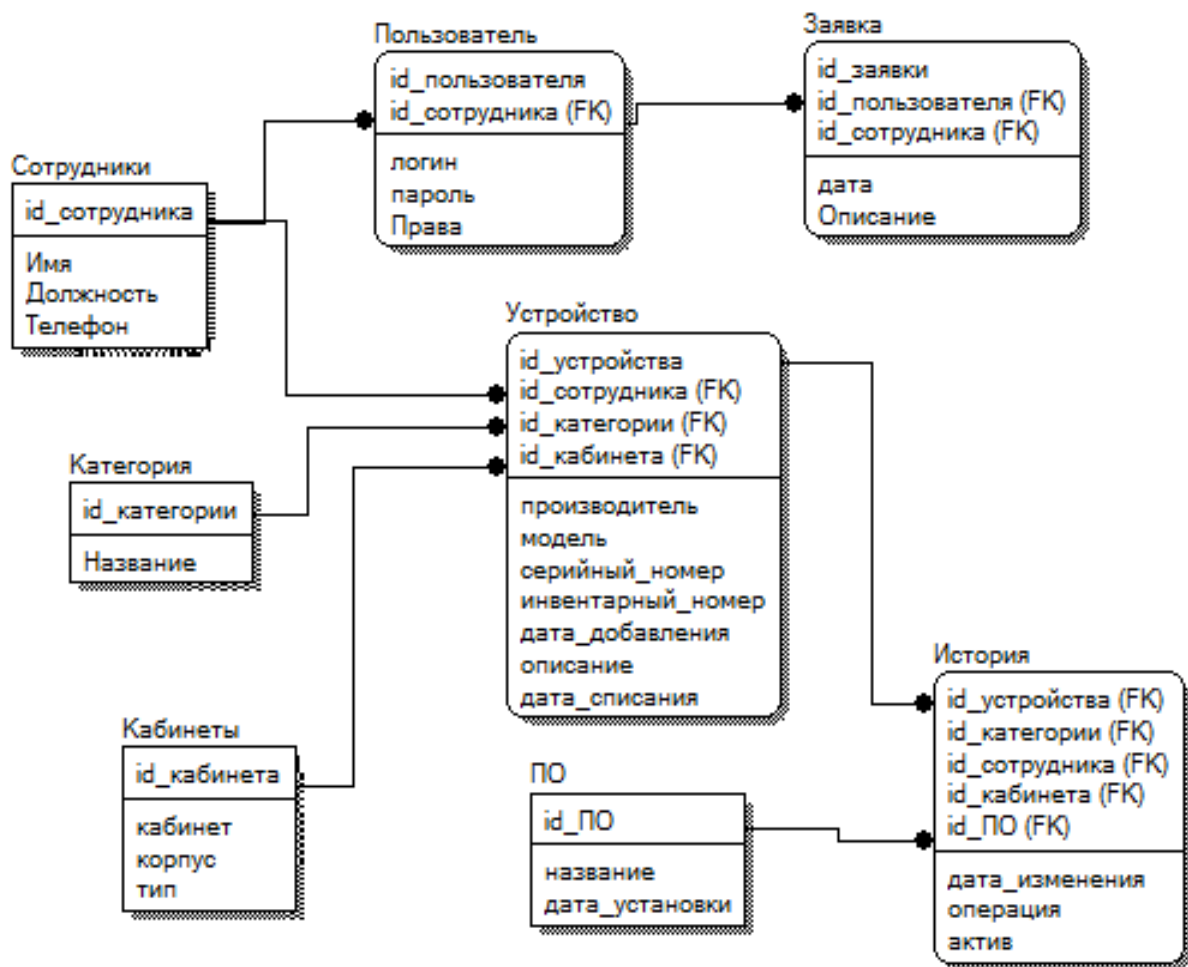 Пользователь
id_пользователя
id_сотрудника (FK)
логин
пароль
Права
Заявка
id_заявки
id_пользователя (FK)
id_сотрудника (FK)
дата
Описание
Сотрудники
id_сотрудника
Имя
Должность
Телефон
Устройство
id_устройства
id_сотрудника (FK)
id_категории (FK)
id_кабинета (FK)
производитель
модель
серийный_номер
инвентарный_номер
дата_добавления
описание
дата_списания
Категория
id_категории
Название
История
id_устройства (FK)
id_категории (FK)
id_сотрудника (FK)
id_кабинета (FK)
id_ПО (FK)
дата_изменения
операция
актив
Кабинеты
id_кабинета
кабинет
корпус
тип
ПО
id_ПО
название
дата_установки